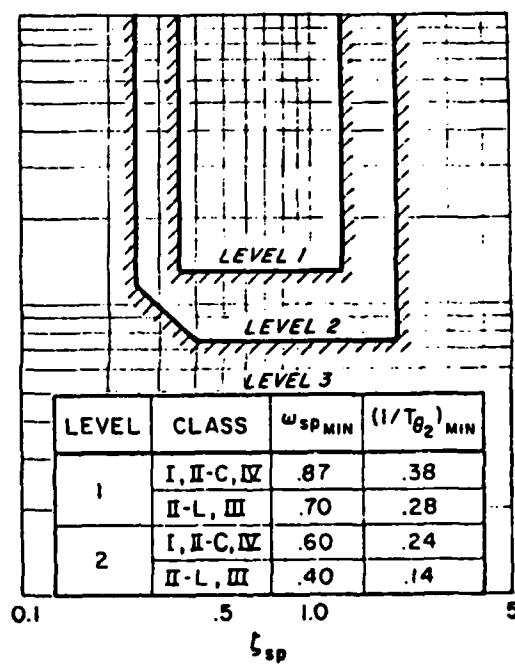 LEVEL 1
LEVEL 2
LEVEL 3
LEVEL CLASS ω_sp MIN (1/T_θ2) MIN
1 I, II-C, IV .87 .38
II-L, III .70 .28
2 I, II-C, IV .60 .24
II-L, III .40 .14
0.1 .5 1.0 5
ζ_sp